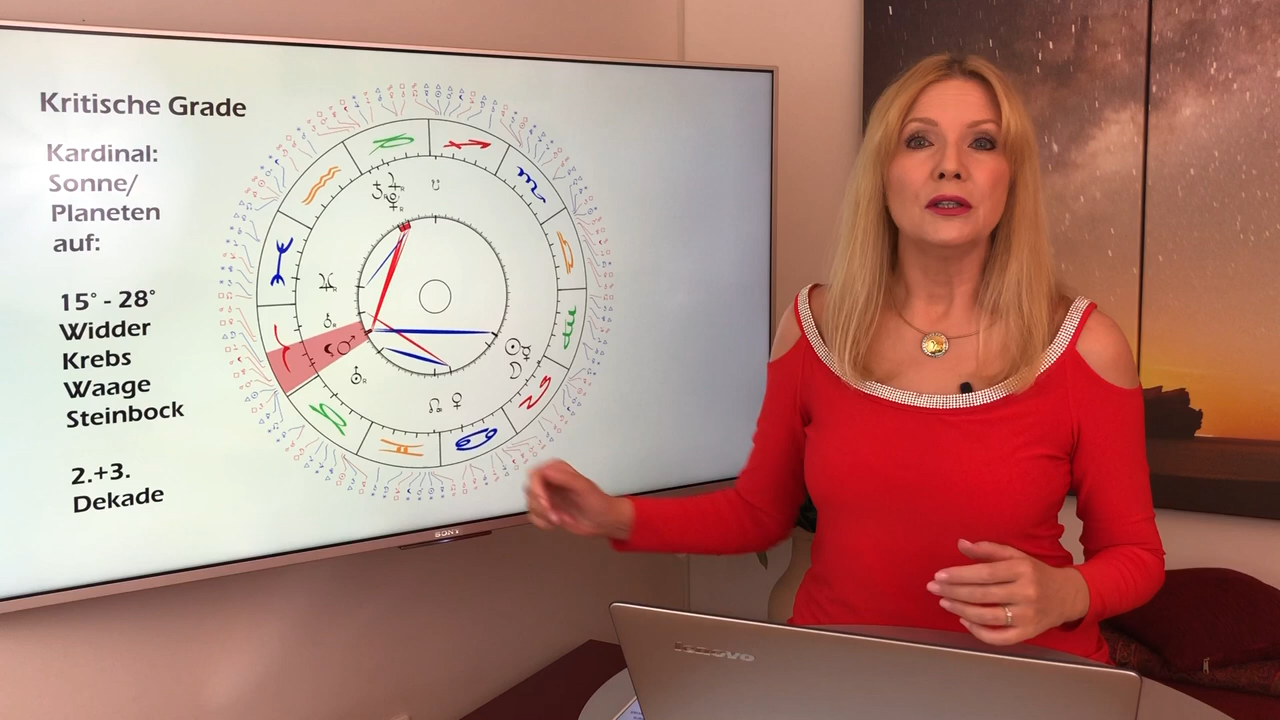 Kritische Grade
Kardinal:
Sonne/
Planeten
auf:
15° - 28°
Widder
Krebs
Waage
Steinbock
2.+3.
Dekade
SONY
lenovo